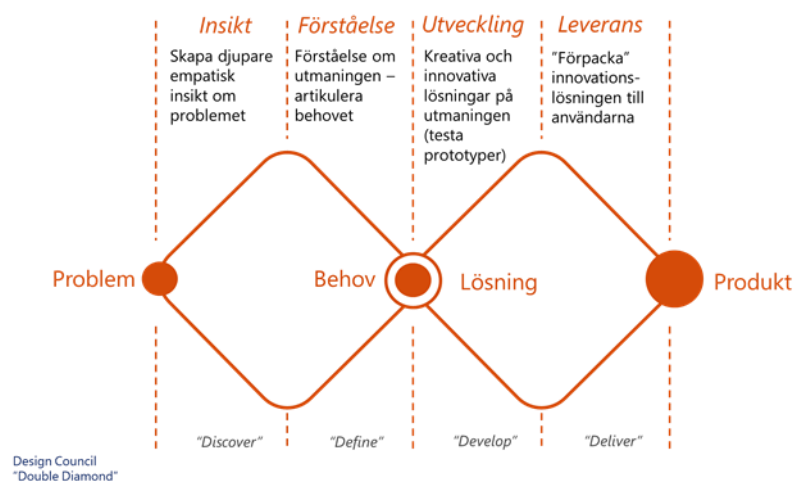 Insikt
Skapa djupare
empatisk
insikt om
problemet
Förståelse
Förståelse om
utmaningen –
artikulera
behovet
Utveckling
Kreativa och
innovativa
lösningar på
utmaningen
(testa
prototyper)
Leverans
”Förpacka”
innovations-
lösningen till
användarna
Problem
Behov
Lösning
Produkt
”Discover”
”Define”
”Develop”
”Deliver”
Design Council
”Double Diamond”